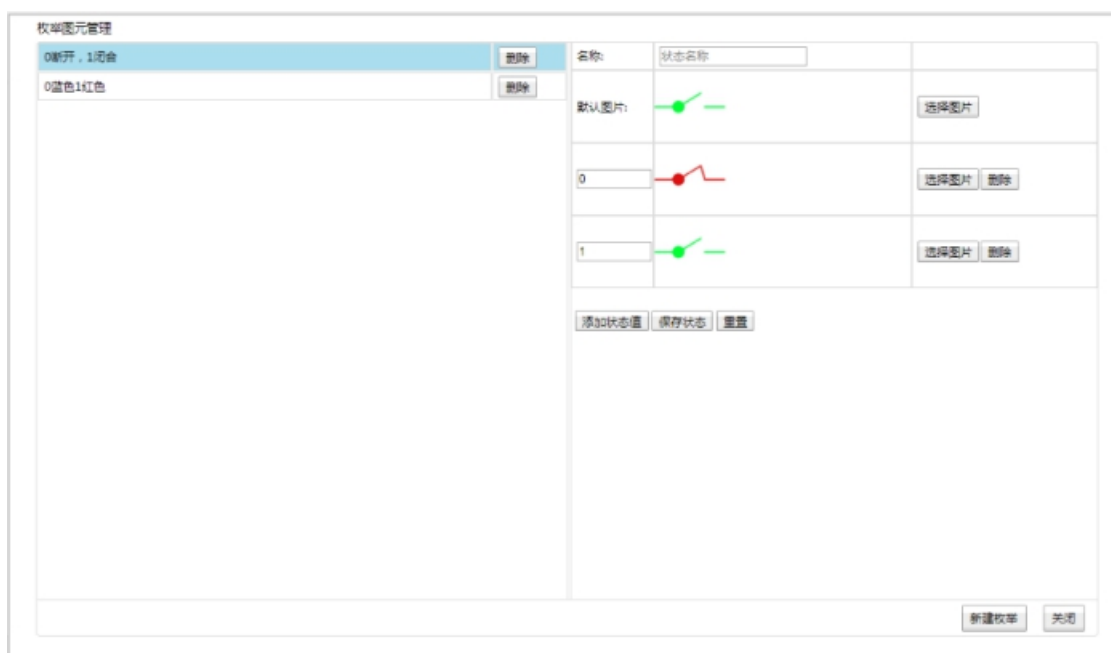 枚举图元管理
0断开，1闭合 删除
0蓝色1红色 删除
名称: 状态名称
默认图片: 选择图片
0 选择图片 删除
1 选择图片 删除
添加状态值 保存状态 重置
新建枚举 关闭